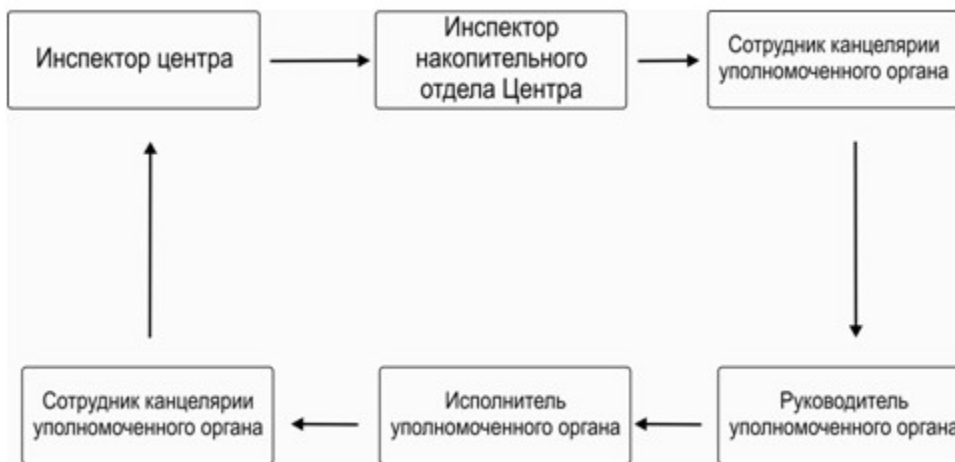 Инспектор центра
Инспектор
накопительного
отдела Центра
Сотрудник канцелярии
уполномоченного органа
Сотрудник канцелярии
уполномоченного органа
Исполнитель
уполномоченного органа
Руководитель
уполномоченного органа